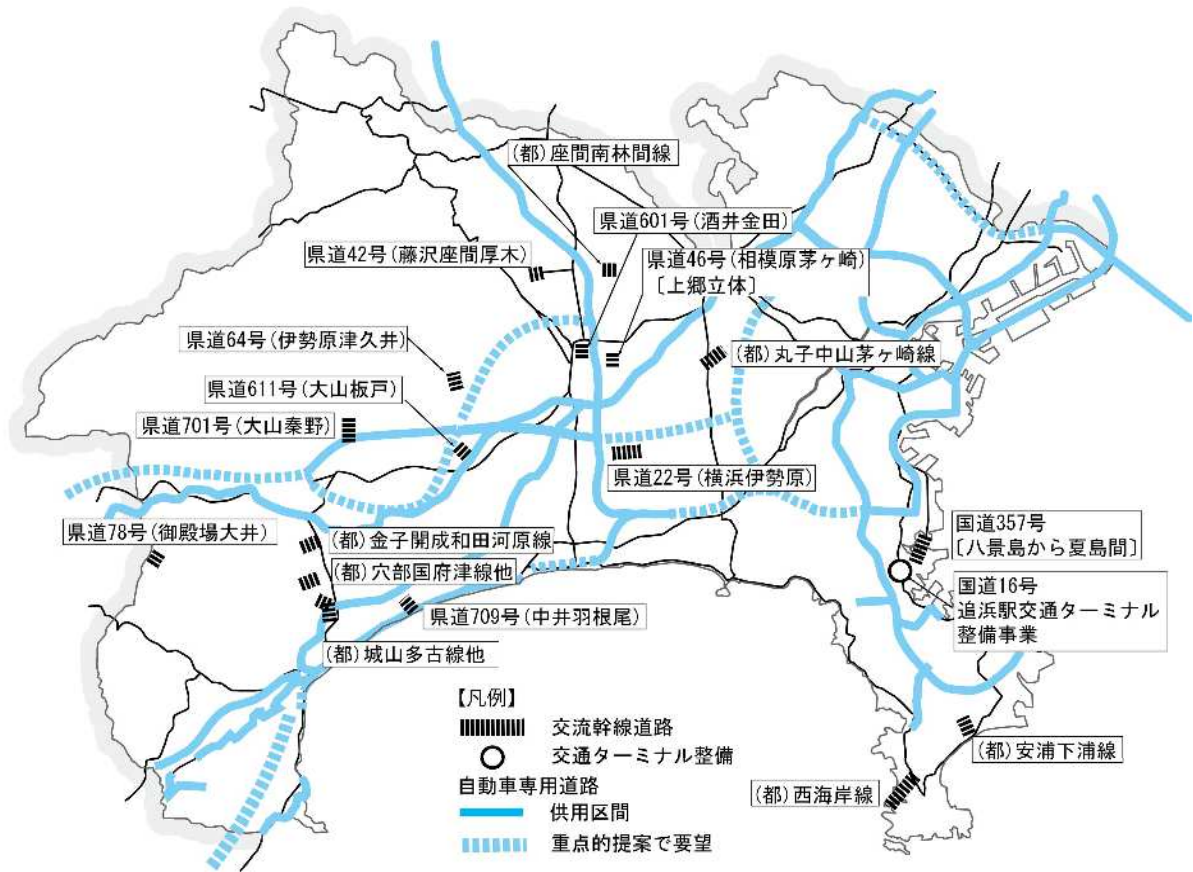 (都)座間南林間線
県道601号(酒井金田)
県道42号(藤沢座間厚木)
県道46号(相模原茅ヶ崎)
〔上郷立体〕
県道64号(伊勢原津久井)
(都)丸子中山茅ヶ崎線
県道611号(大山板戸)
県道701号(大山秦野)
県道22号(横浜伊勢原)
県道78号(御殿場大井)
(都)金子開成和田河原線
国道357号
〔八景島から夏島間〕
(都)穴部国府津線他
国道16号
追浜駅交通ターミナル
整備事業
県道709号(中井羽根尾)
(都)城山多古線他
【凡例】
交流幹線道路
交通ターミナル整備
自動車専用道路
供用区間
重点的提案で要望
(都)安浦下浦線
(都)西海岸線